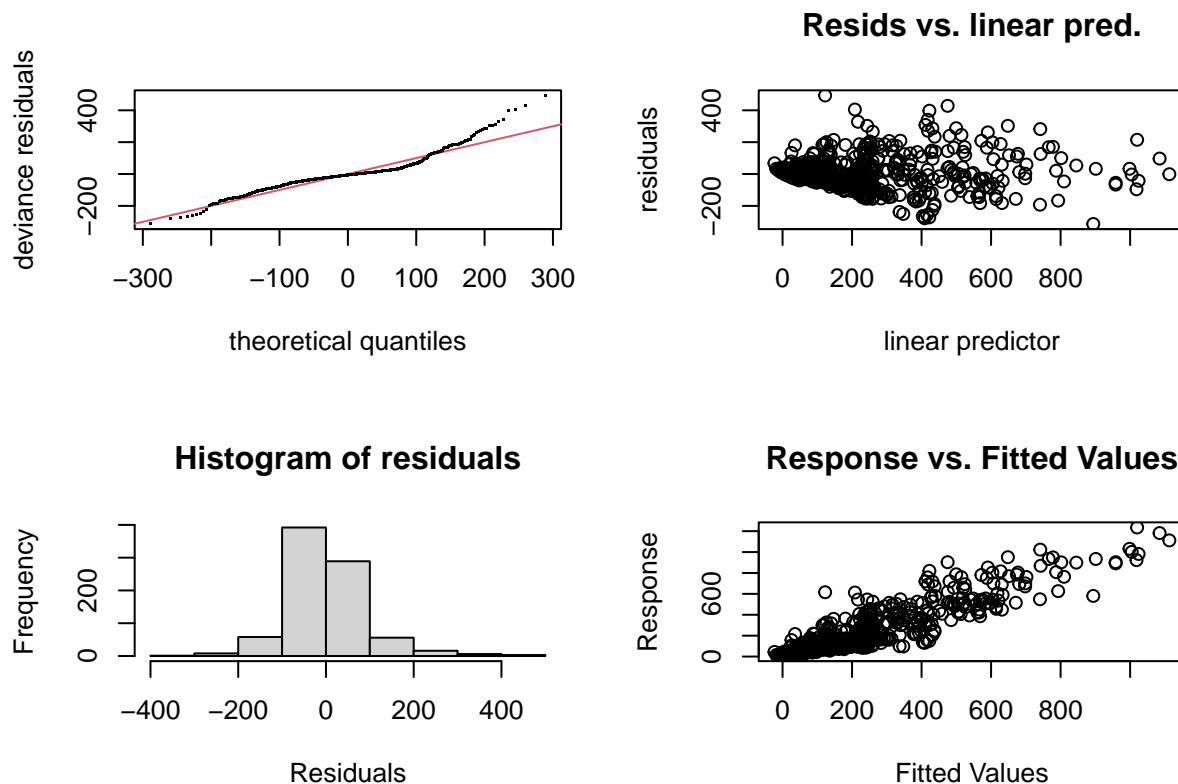 deviance residuals
400
−200
−300
−100
0
100
200
300
theoretical quantiles
Resids vs. linear pred.
residuals
400
−200
0
200
400
600
800
linear predictor
Histogram of residuals
Frequency
200
0
−400
−200
0
200
400
Residuals
Response vs. Fitted Values
Response
600
0
0
200
400
600
800
Fitted Values